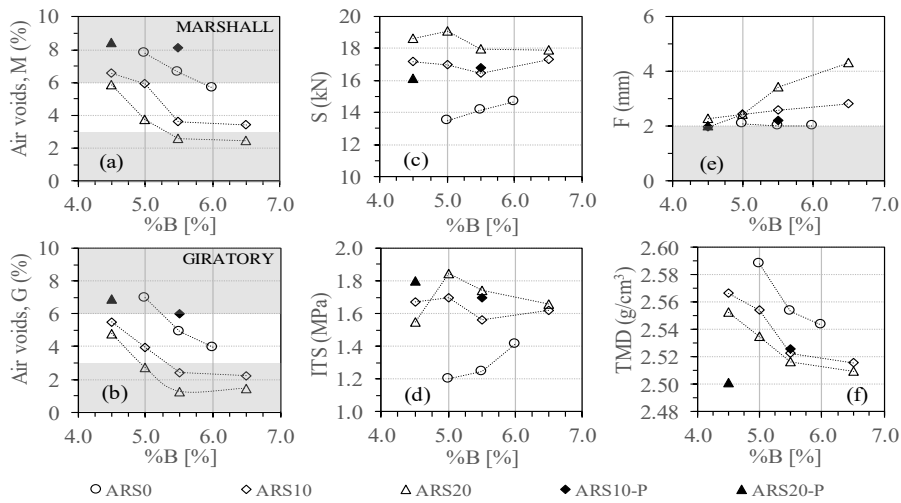 MARSHALL
Air voids, M (%)
10
8
6
4
2
0
(a)
4.0 5.0 6.0 7.0
%B [%]
S (kN)
20
18
16
14
12
10
(c)
4.0 5.0 6.0 7.0
%B [%]
F (mm)
6
4
2
0
(e)
4.0 5.0 6.0 7.0
%B [%]
GIRATORY
Air voids, G (%)
10
8
6
4
2
0
(b)
4.0 5.0 6.0 7.0
%B [%]
ITS (MPa)
2.0
1.8
1.6
1.4
1.2
1.0
(d)
4.0 5.0 6.0 7.0
%B [%]
TMD (g/cm³)
2.60
2.58
2.56
2.54
2.52
2.50
2.48
(f)
4.0 5.0 6.0 7.0
%B [%]
ARS0 ARS10 ARS20 ARS10-P ARS20-P